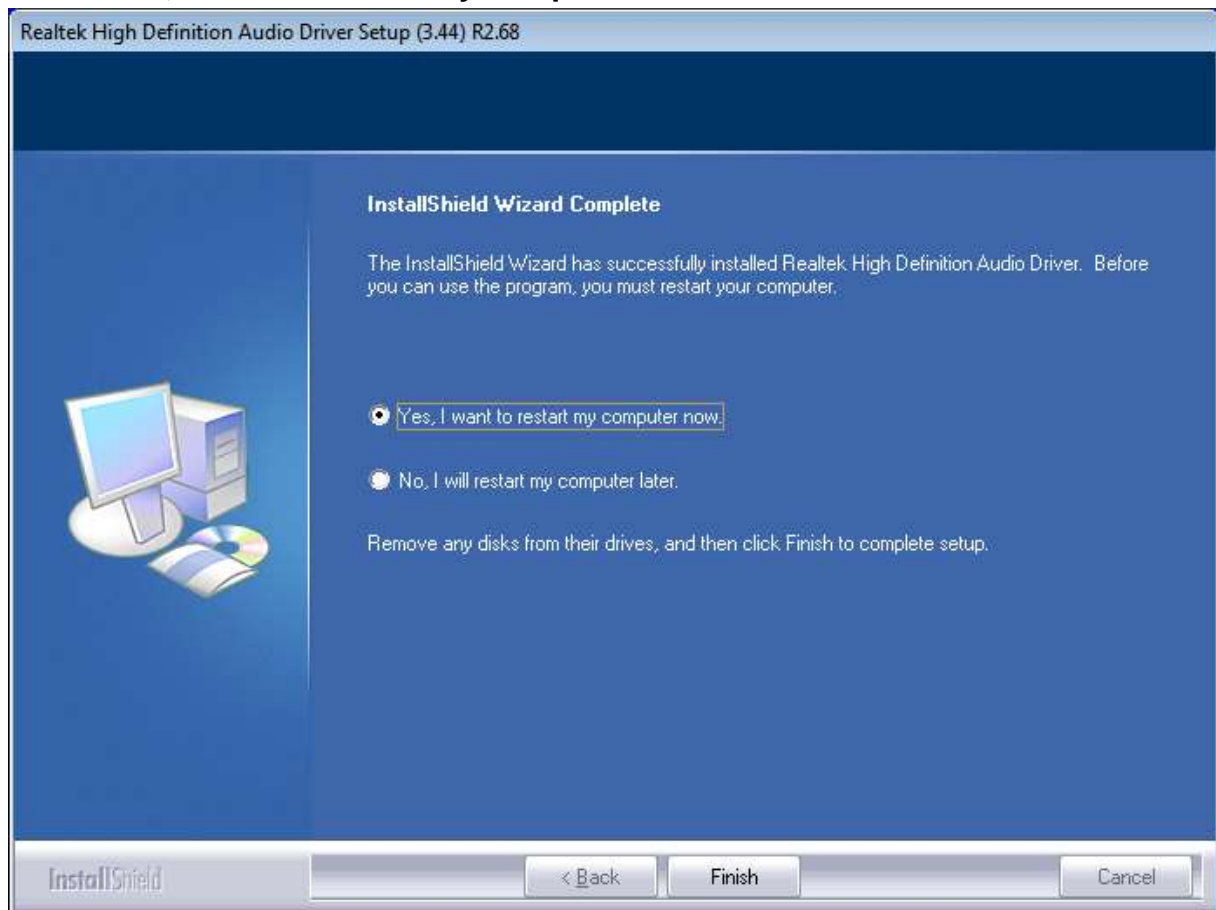 Realtek High Definition Audio Driver Setup (3.44) R2.68
InstallShield Wizard Complete
The InstallShield Wizard has successfully installed Realtek High Definition Audio Driver.  Before
you can use the program, you must restart your computer.
Yes, I want to restart my computer now.
No, I will restart my computer later.
Remove any disks from their drives, and then click Finish to complete setup.
InstallShield
< Back
Finish
Cancel